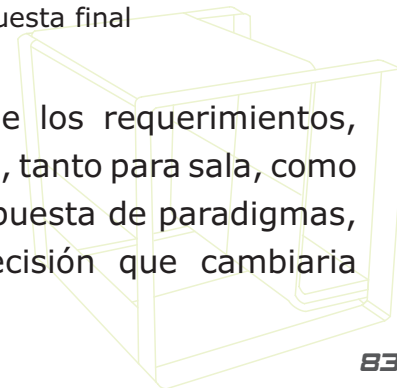 uesta final
e los requerimientos,
, tanto para sala, como
puesta de paradigmas,
ecisión que cambiaria
83